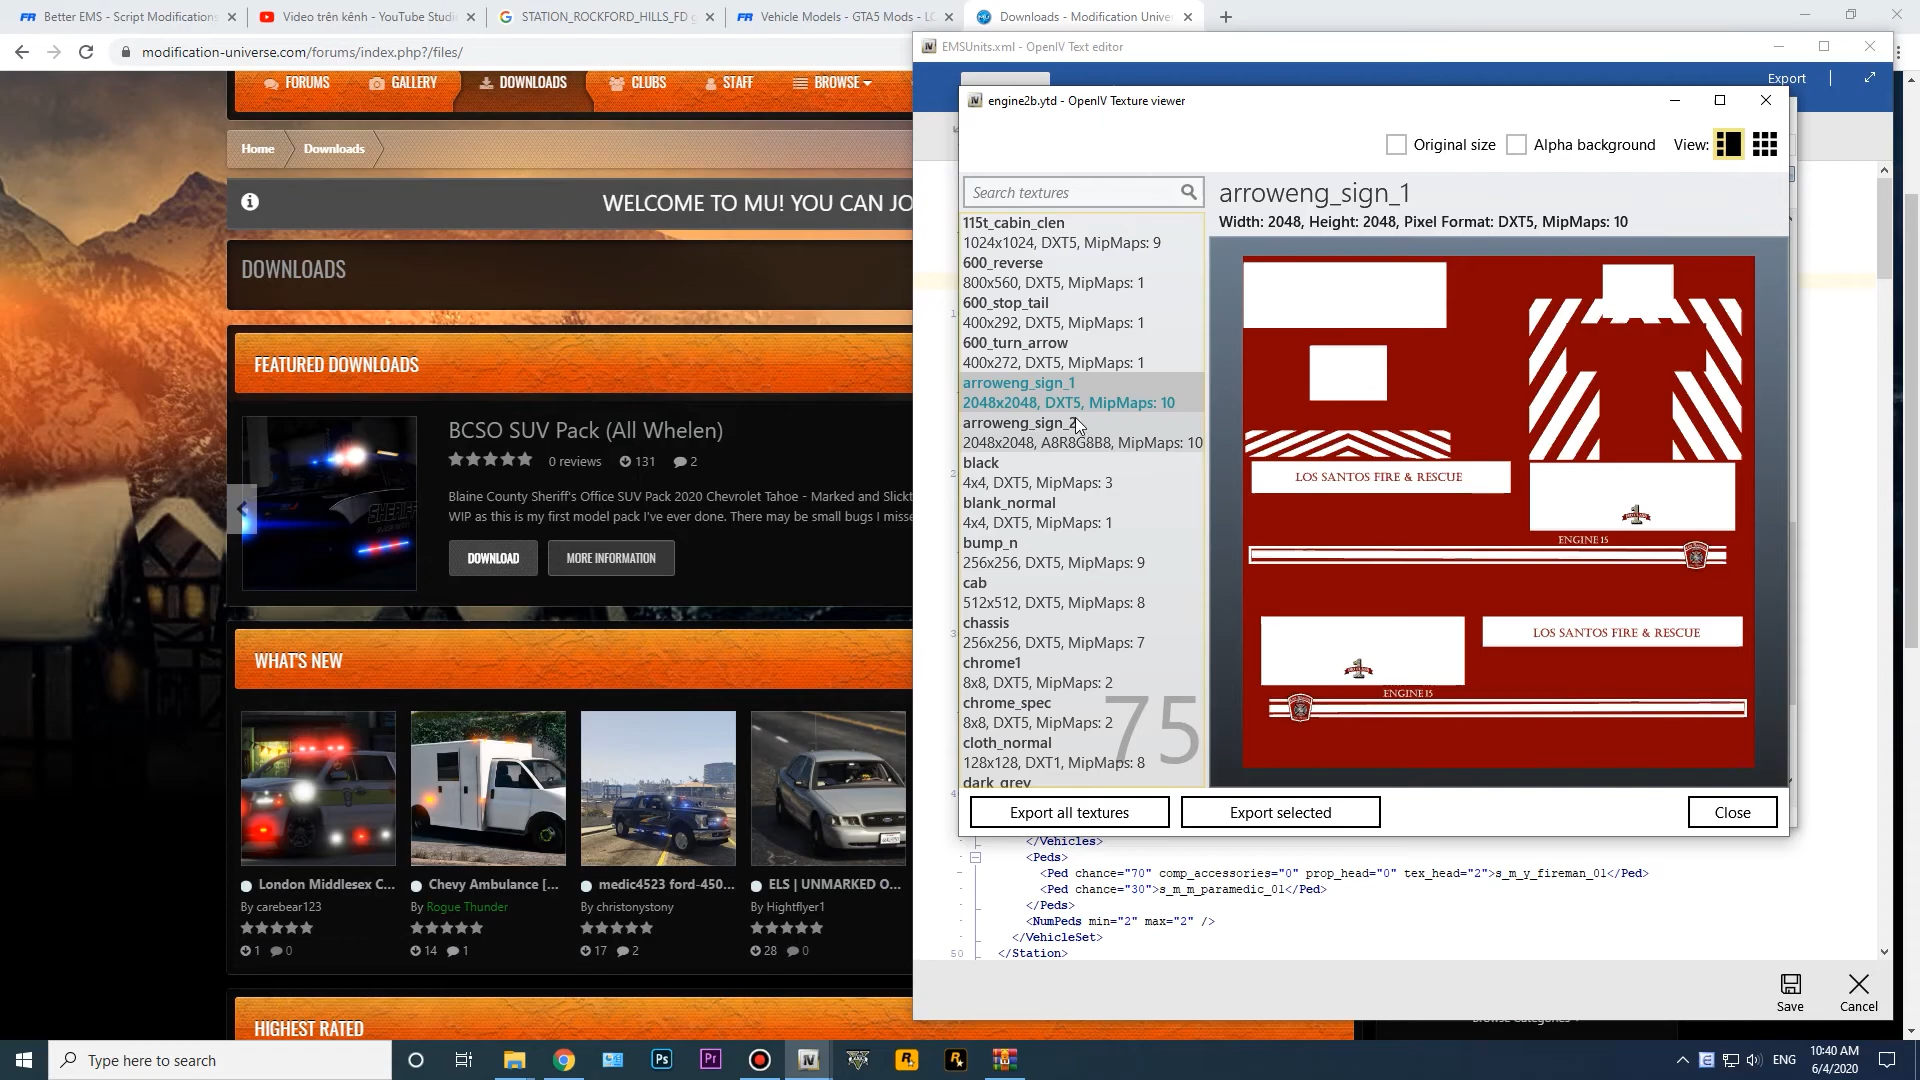 Better EMS - Script Modifications
Video trên kênh - YouTube Studi
STATION_ROCKFORD_HILLS_FD g
Vehicle Models - GTA5 Mods - LC
Downloads - Modification Unive
modification-universe.com/forums/index.php?/files/
FORUMS
GALLERY
DOWNLOADS
CLUBS
STAFF
BROWSE
Home
Downloads
WELCOME TO MU! YOU CAN JO
DOWNLOADS
FEATURED DOWNLOADS
BCSO SUV Pack (All Whelen)
0 reviews 131 2
Blaine County Sheriff's Office SUV Pack 2020 Chevrolet Tahoe - Marked and Slickt
WIP as this is my first model pack I've ever done. There may be small bugs I misse
DOWNLOAD
MORE INFORMATION
SHERIFF
WHAT'S NEW
London Middlesex C...
By carebear123
1 0
Chevy Ambulance [...
By Rogue Thunder
14 1
medic4523 ford-450...
By christonystony
17 2
ELS | UNMARKED O...
By Hightflyer1
28 0
HIGHEST RATED
EMSUnits.xml - OpenIV Text editor
Export
engine2b.ytd - OpenIV Texture viewer
Original size
Alpha background
View:
Search textures
115t_cabin_clen
1024x1024, DXT5, MipMaps: 9
600_reverse
800x560, DXT5, MipMaps: 1
600_stop_tail
400x292, DXT5, MipMaps: 1
600_turn_arrow
400x272, DXT5, MipMaps: 1
arroweng_sign_1
2048x2048, DXT5, MipMaps: 10
arroweng_sign_2
2048x2048, A8R8G8B8, MipMaps: 10
black
4x4, DXT5, MipMaps: 3
blank_normal
4x4, DXT5, MipMaps: 1
bump_n
256x256, DXT5, MipMaps: 9
cab
512x512, DXT5, MipMaps: 8
chassis
256x256, DXT5, MipMaps: 7
chrome1
8x8, DXT5, MipMaps: 2
chrome_spec
8x8, DXT5, MipMaps: 2
cloth_normal
128x128, DXT1, MipMaps: 8
dark_grey
75
arroweng_sign_1
Width: 2048, Height: 2048, Pixel Format: DXT5, MipMaps: 10
LOS SANTOS FIRE & RESCUE
1
ENGINE 15
LOS SANTOS FIRE & RESCUE
1
ENGINE 15
Export all textures
Export selected
Close
</Vehicles>
<Peds>
<Ped chance="70" comp_accessories="0" prop_head="0" tex_head="2">s_m_y_fireman_01</Ped>
<Ped chance="30">s_m_m_paramedic_01</Ped>
</Peds>
<NumPeds min="2" max="2" />
</VehicleSet>
50 </Station>
Save
Cancel
Type here to search
ENG
10:40 AM
6/4/2020